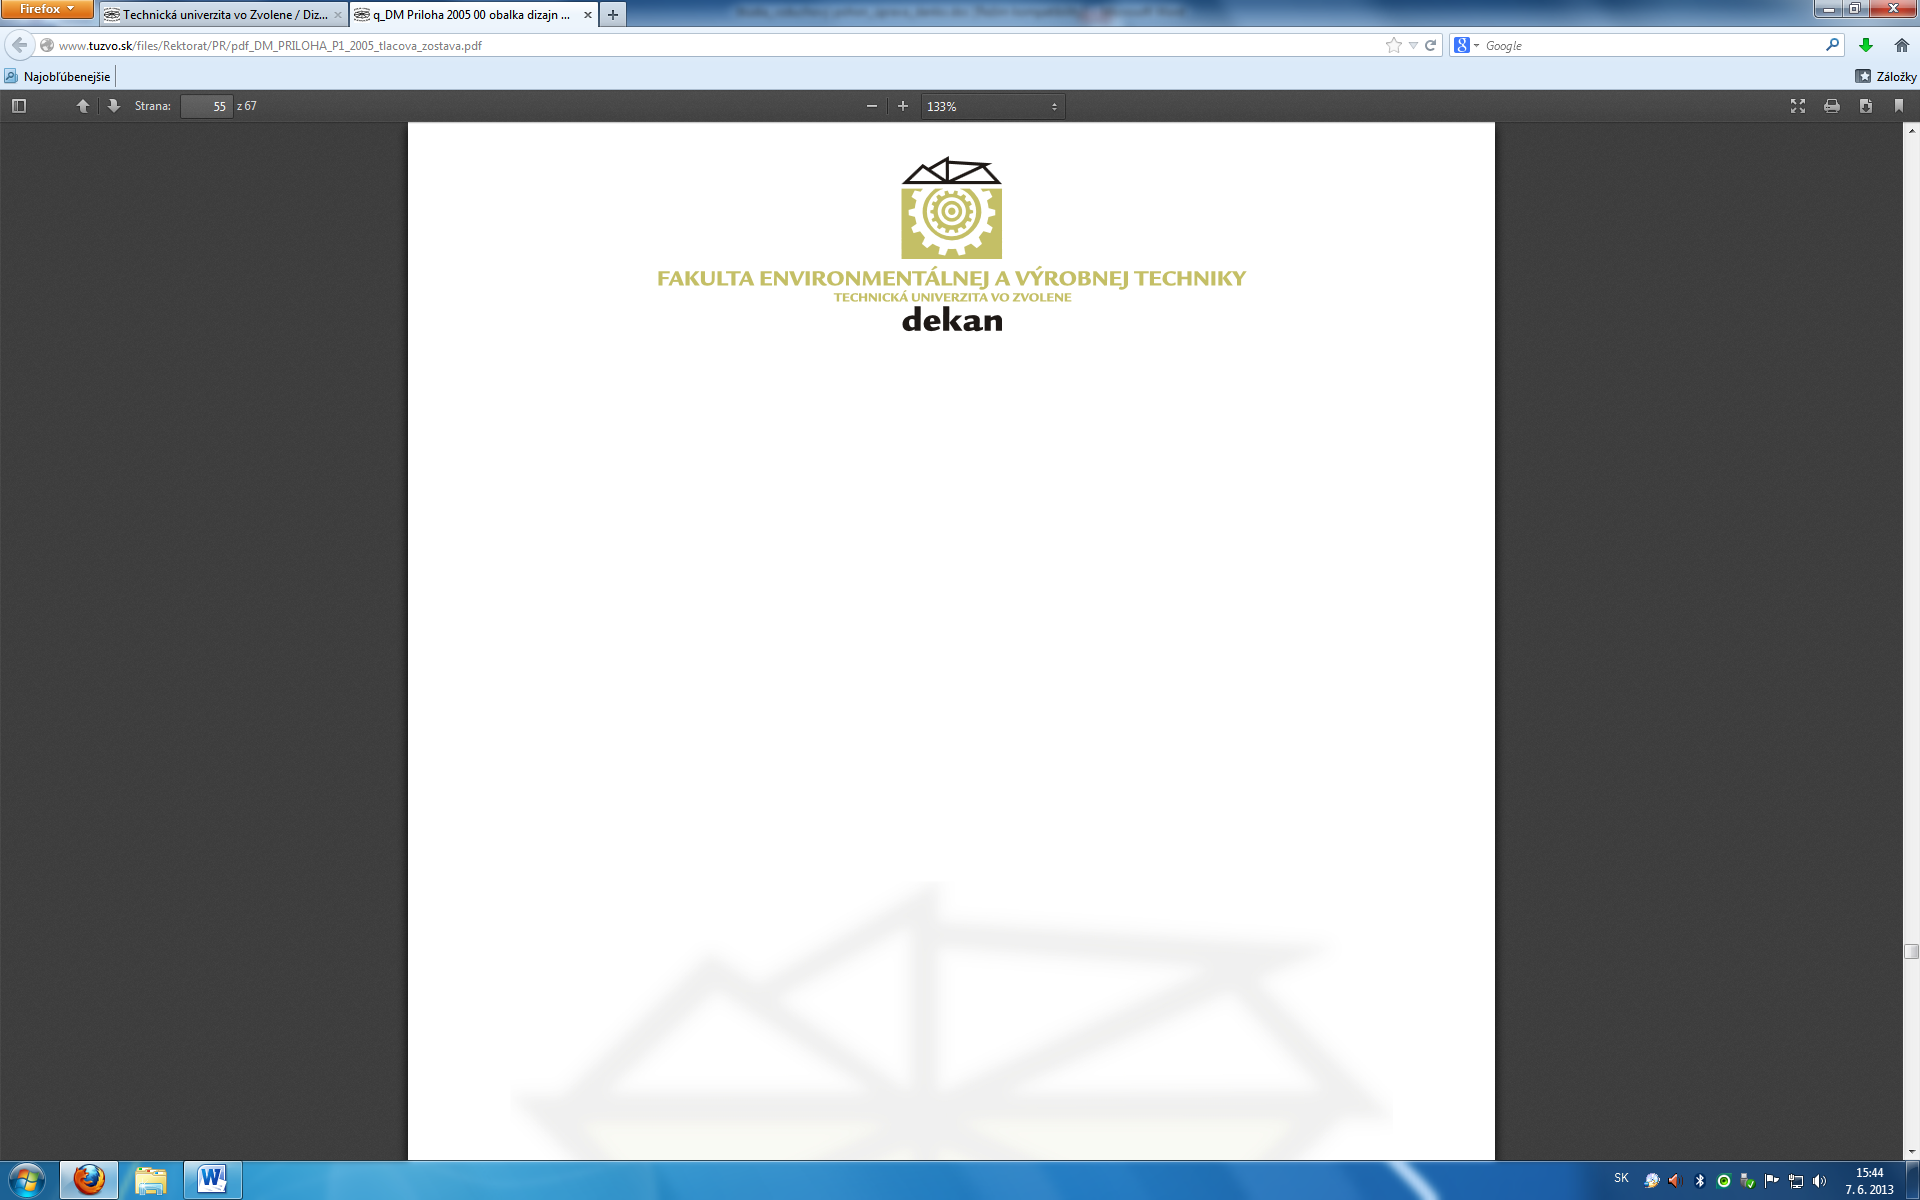 Firefox
Technická univerzita vo Zvolene / Diz...
q_DM Priloha 2005 00 obalka dizajn ...
www.tuzvo.sk/files/Rektorat/PR/pdf_DM_PRILOHA_P1_2005_tlacova_zostava.pdf
Google
Najobľúbenejšie
Záložky
Strana: 55 z 67
133%
FAKULTA ENVIRONMENTÁLNEJ A VÝROBNEJ TECHNIKY
TECHNICKÁ UNIVERZITA VO ZVOLENE
dekan
SK
15:44
7. 6. 2013